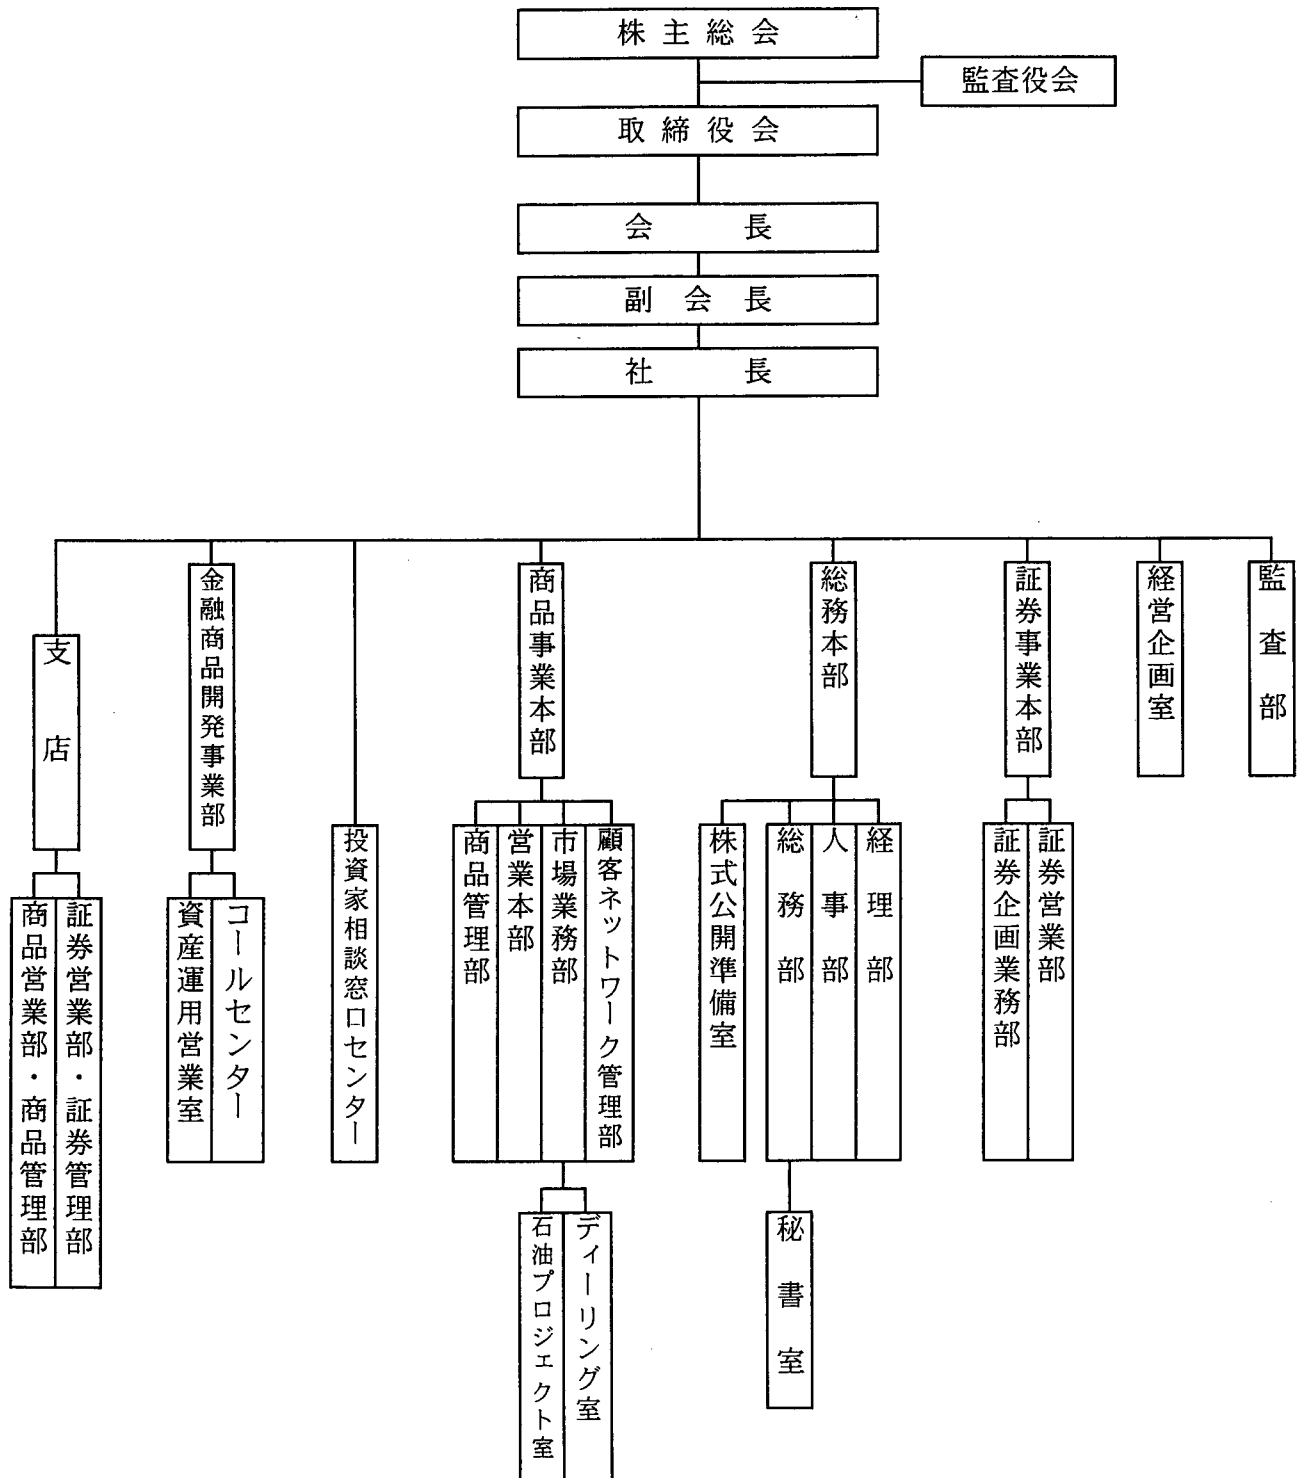 株主総会
監査役会
取締役会
会長
副会長
社長
支店
金融商品開発事業部
商品事業本部
総務本部
証券事業本部
経営企画室
監査部
商品営業部・商品管理部
証券営業部・証券管理部
資産運用営業室
コールセンター
投資家相談窓口センター
商品管理部
営業本部
市場業務部
顧客ネットワーク管理部
株式公開準備室
総務部
人事部
経理部
証券企画業務部
証券営業部
石油プロジェクト室
ディーリング室
秘書室